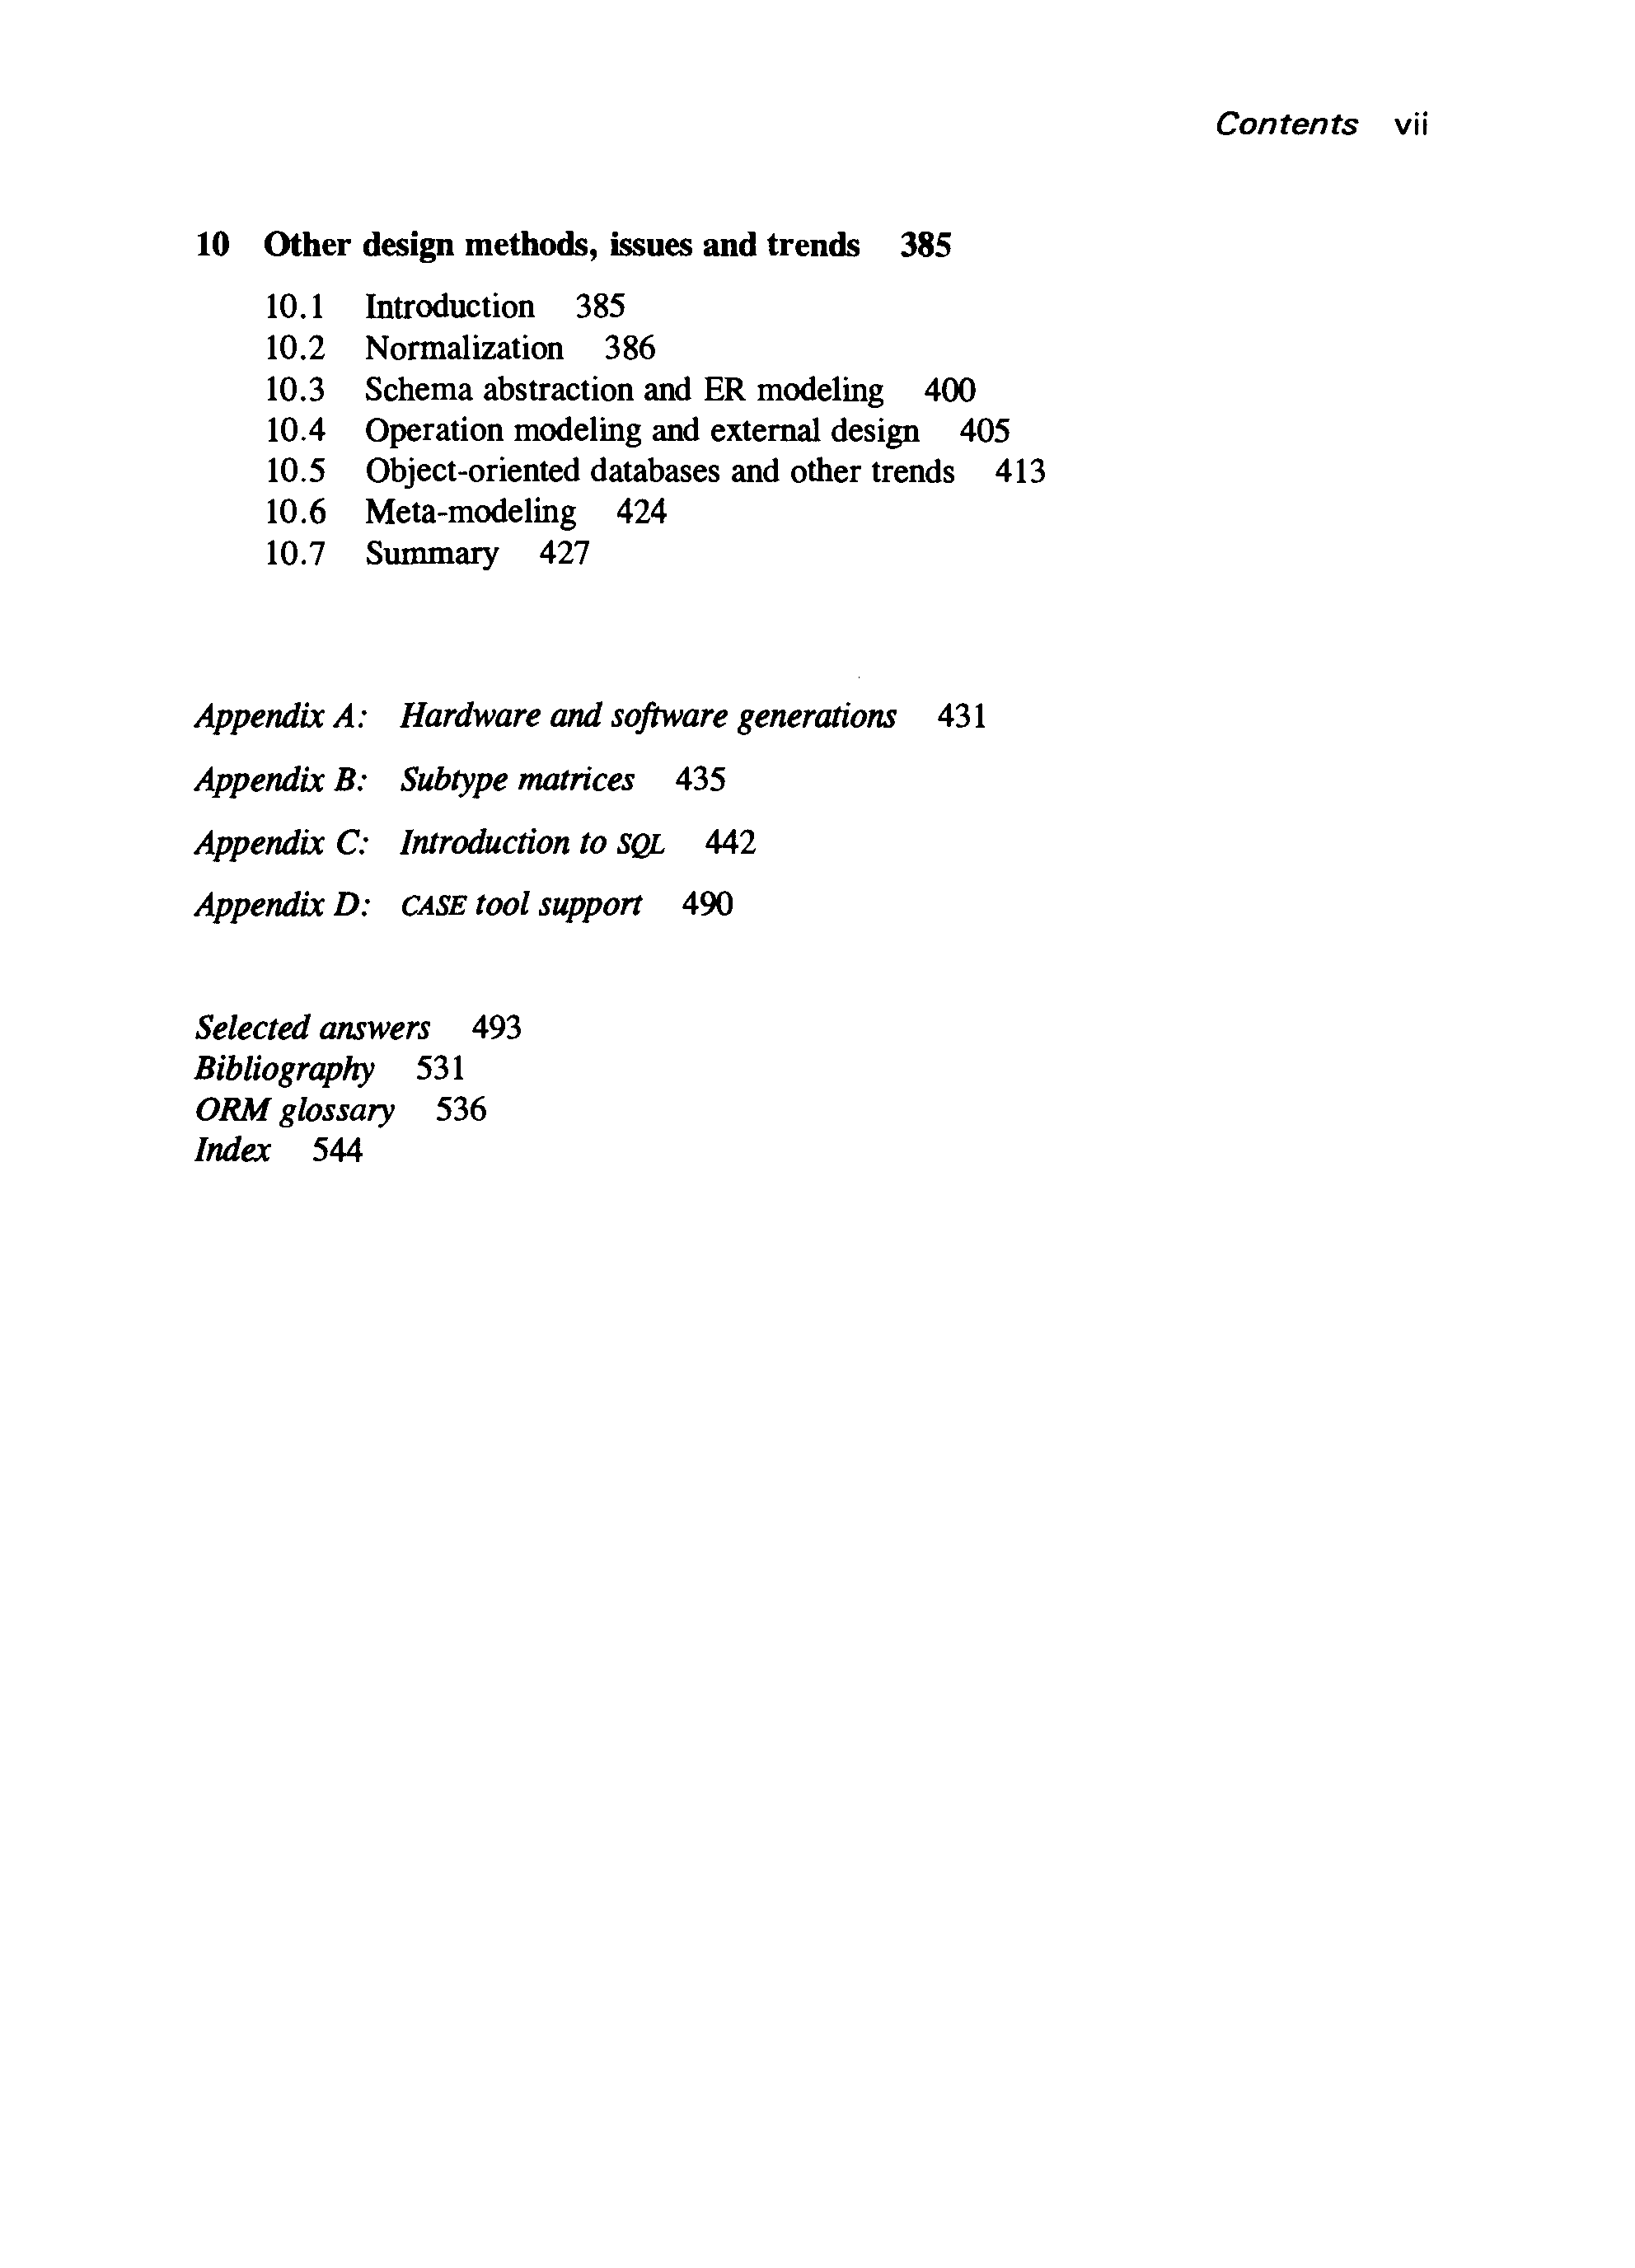 Contents vii
10 Other design methods, issues and trends 385
10.1 Introduction 385
10.2 Normalization 386
10.3 Schema abstraction and ER modeling 400
10.4 Operation modeling and external design 405
10.5 Object-oriented databases and other trends 413
10.6 Meta-modeling 424
10.7 Summary 427
Appendix A: Hardware and software generations 431
Appendix B: Subtype matrices 435
Appendix C: Introduction to SQL 442
Appendix D: CASE tool support 490
Selected answers 493
Bibliography 531
ORM glossary 536
Index 544